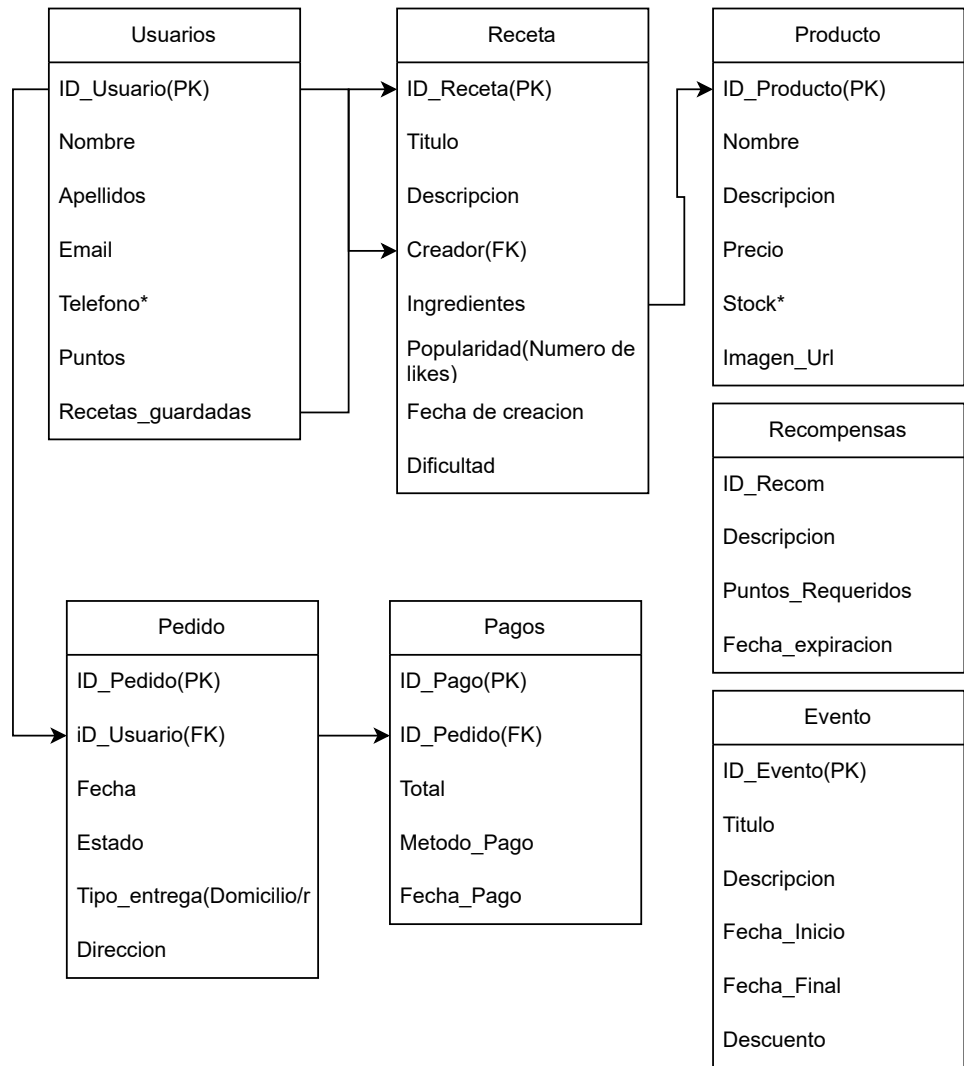 Usuarios
ID_Usuario(PK)
Nombre
Apellidos
Email
Telefono*
Puntos
Recetas_guardadas
Receta
ID_Receta(PK)
Titulo
Descripcion
Creador(FK)
Ingredientes
Popularidad(Numero de
likes)
Fecha de creacion
Dificultad
Producto
ID_Producto(PK)
Nombre
Descripcion
Precio
Stock*
Imagen_Url
Recompensas
ID_Recom
Descripcion
Puntos_Requeridos
Fecha_expiracion
Pedido
ID_Pedido(PK)
iD_Usuario(FK)
Fecha
Estado
Tipo_entrega(Domicilio/r
Direccion
Pagos
ID_Pago(PK)
ID_Pedido(FK)
Total
Metodo_Pago
Fecha_Pago
Evento
ID_Evento(PK)
Titulo
Descripcion
Fecha_Inicio
Fecha_Final
Descuento